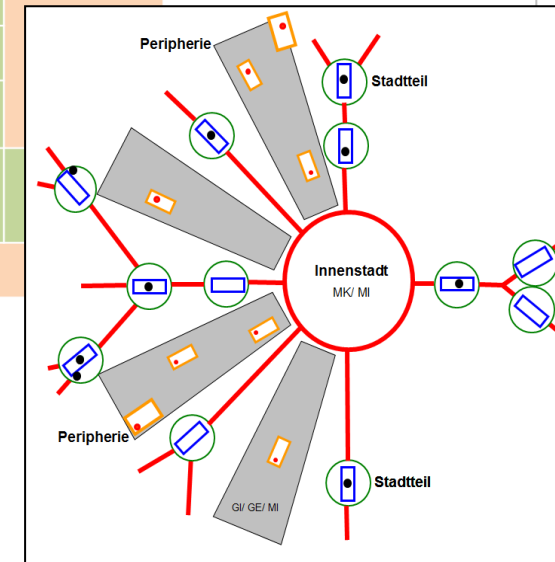 Peripherie
Stadtteil
Innenstadt
MK/ MI
Peripherie
Stadtteil
GI/ GE/ MI